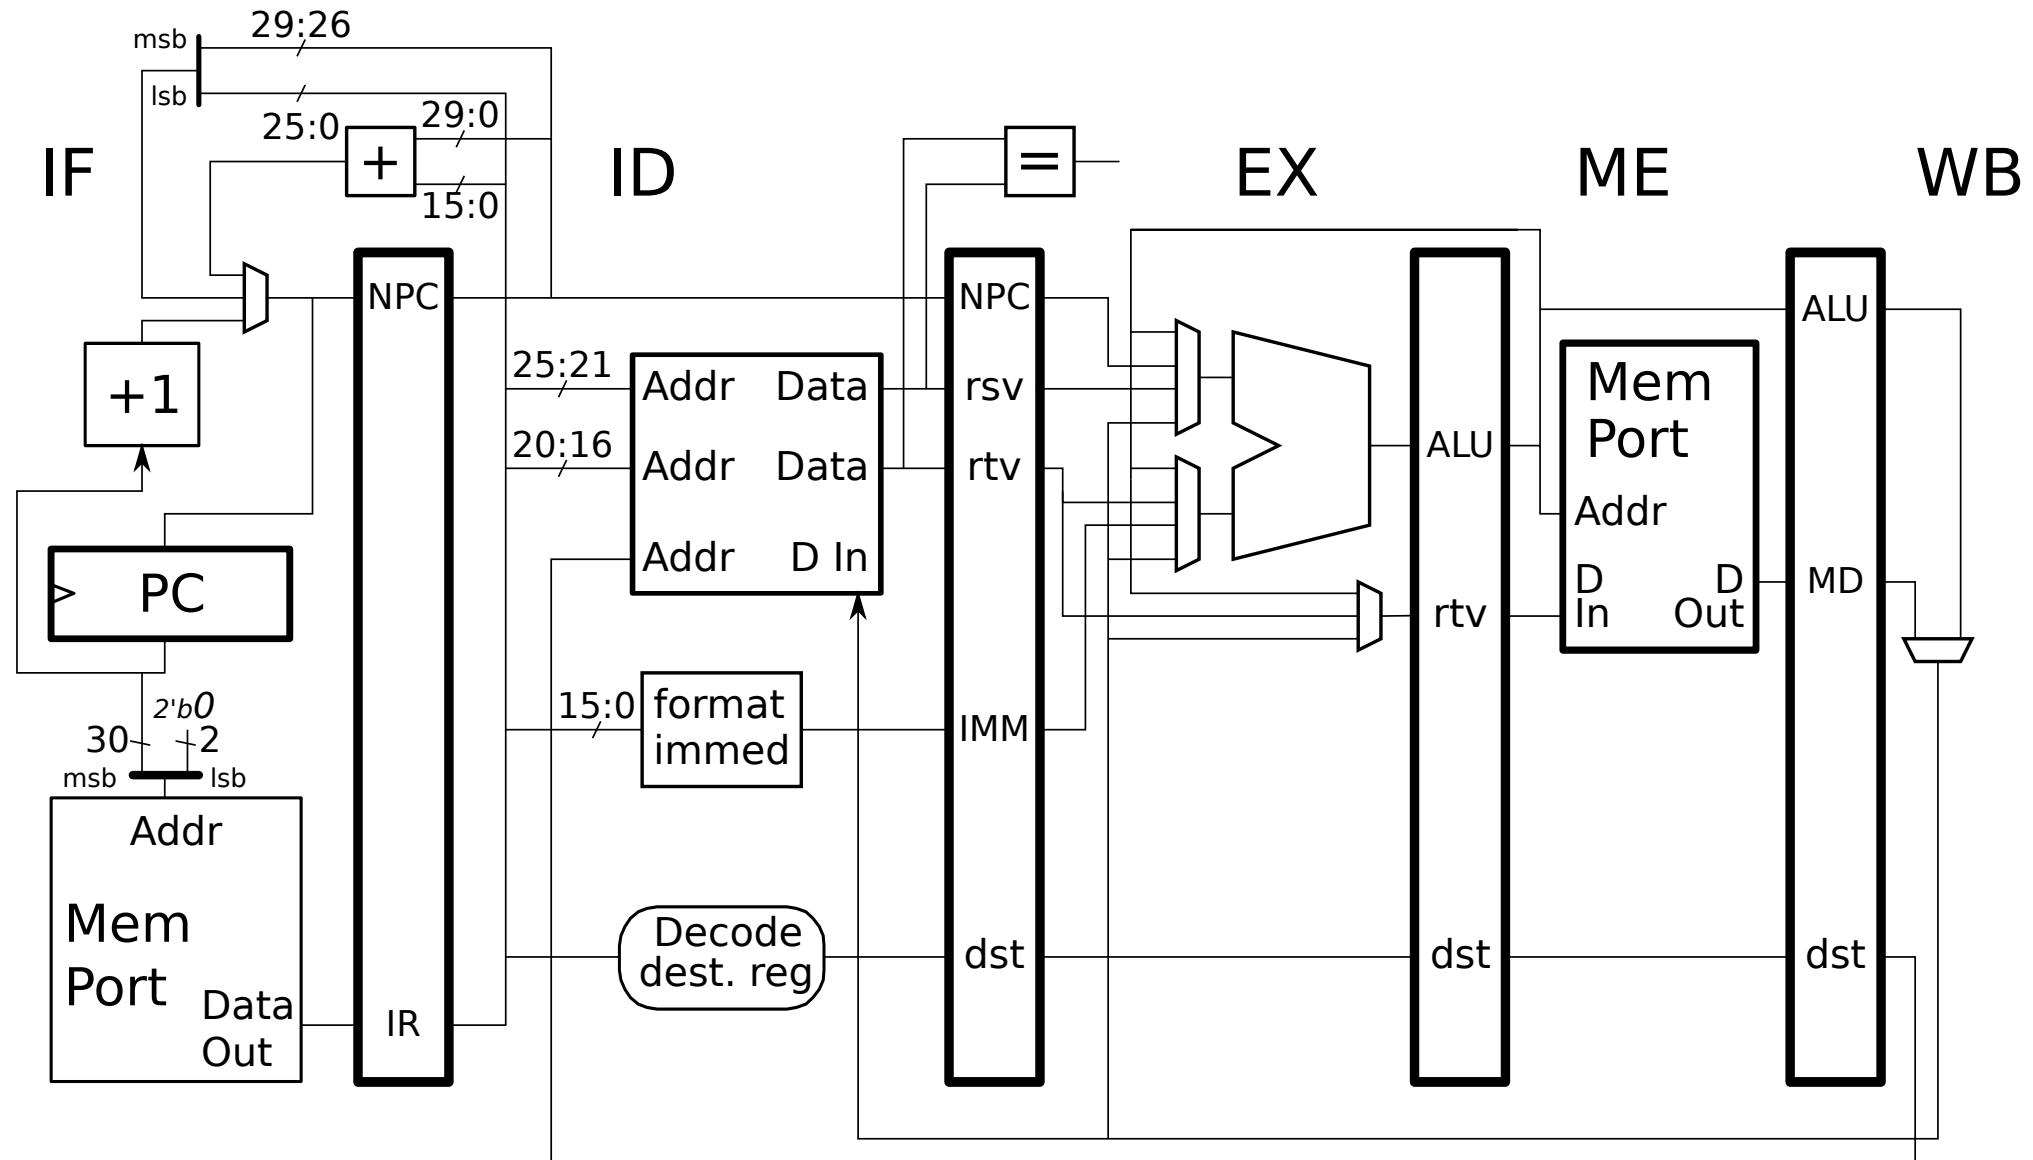 29:26
msb
lsb
25:0
29:0
15:0
+
=
IF
ID
EX
ME
WB
NPC
NPC
ALU
+1
25:21
20:16
Addr
Data
Addr
Data
Addr
D In
rsv
rtv
ALU
Mem
Port
Addr
D
In
D
Out
MD
rtv
PC
2'b0
30
2
msb
lsb
15:0
format
immed
IMM
Addr
Mem
Port
Data
Out
IR
Decode
dest. reg
dst
dst
dst